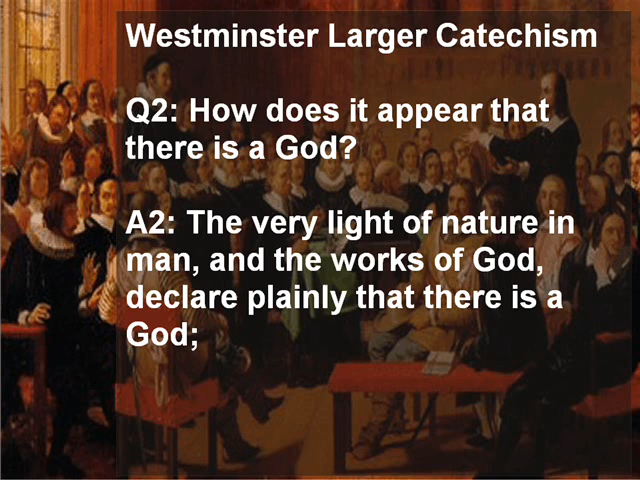 Westminster Larger Catechism
Q2: How does it appear that
there is a God?
A2: The very light of nature in
man, and the works of God,
declare plainly that there is a
God;